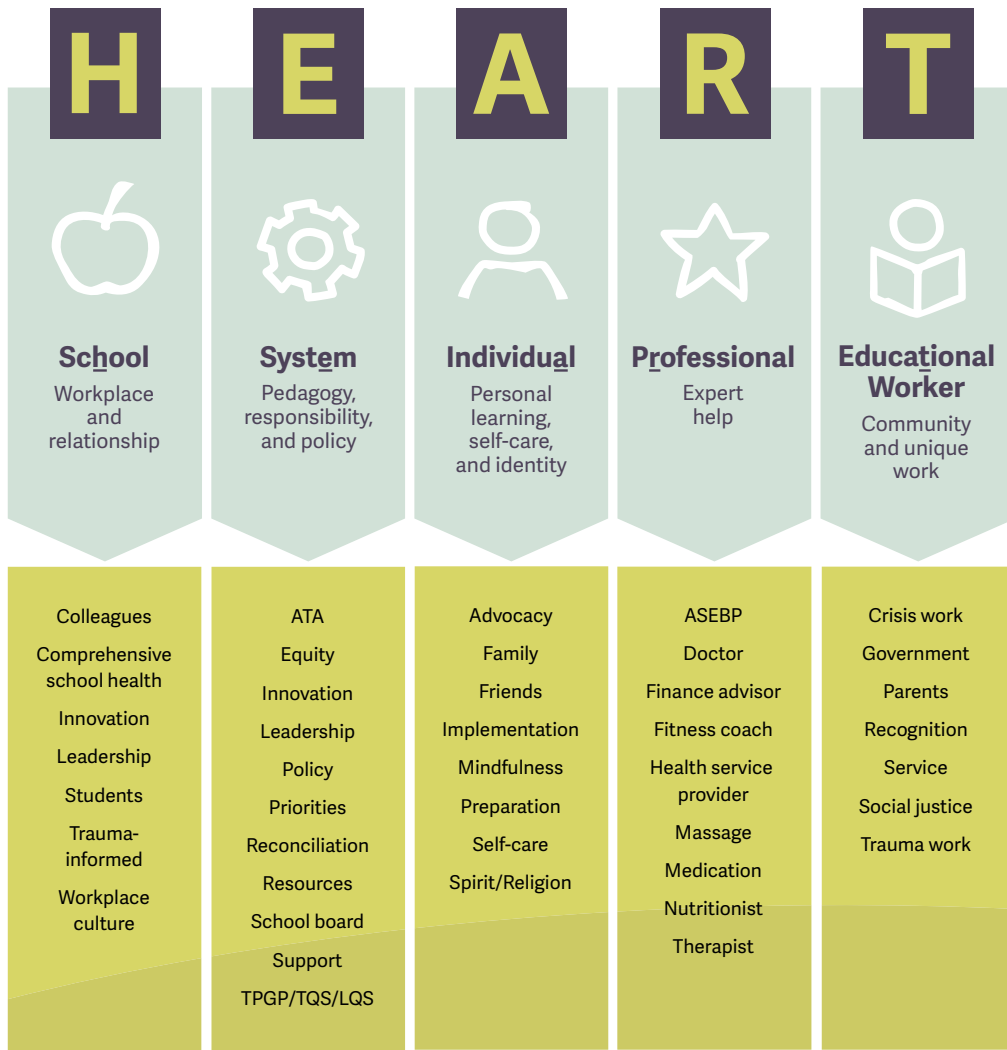 H
School
Workplace
and
relationship
Colleagues
Comprehensive
school health
Innovation
Leadership
Students
Trauma-
informed
Workplace
culture
E
System
Pedagogy,
responsibility,
and policy
ATA
Equity
Innovation
Leadership
Policy
Priorities
Reconciliation
Resources
School board
Support
TPGP/TQS/LQS
A
Individual
Personal
learning,
self-care,
and identity
Advocacy
Family
Friends
Implementation
Mindfulness
Preparation
Self-care
Spirit/Religion
R
Professional
Expert
help
ASEBP
Doctor
Finance advisor
Fitness coach
Health service
provider
Massage
Medication
Nutritionist
Therapist
T
Educational
Worker
Community
and unique
work
Crisis work
Government
Parents
Recognition
Service
Social justice
Trauma work